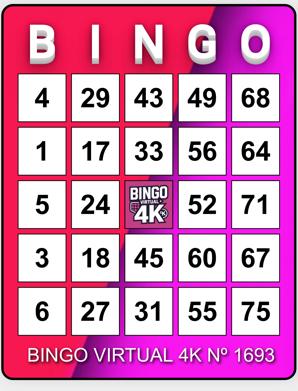 B I N G O
4 29 43 49 68
1 17 33 56 64
5 24 BINGO VIRTUAL 4K 52 71
3 18 45 60 67
6 27 31 55 75
BINGO VIRTUAL 4K Nº 1693